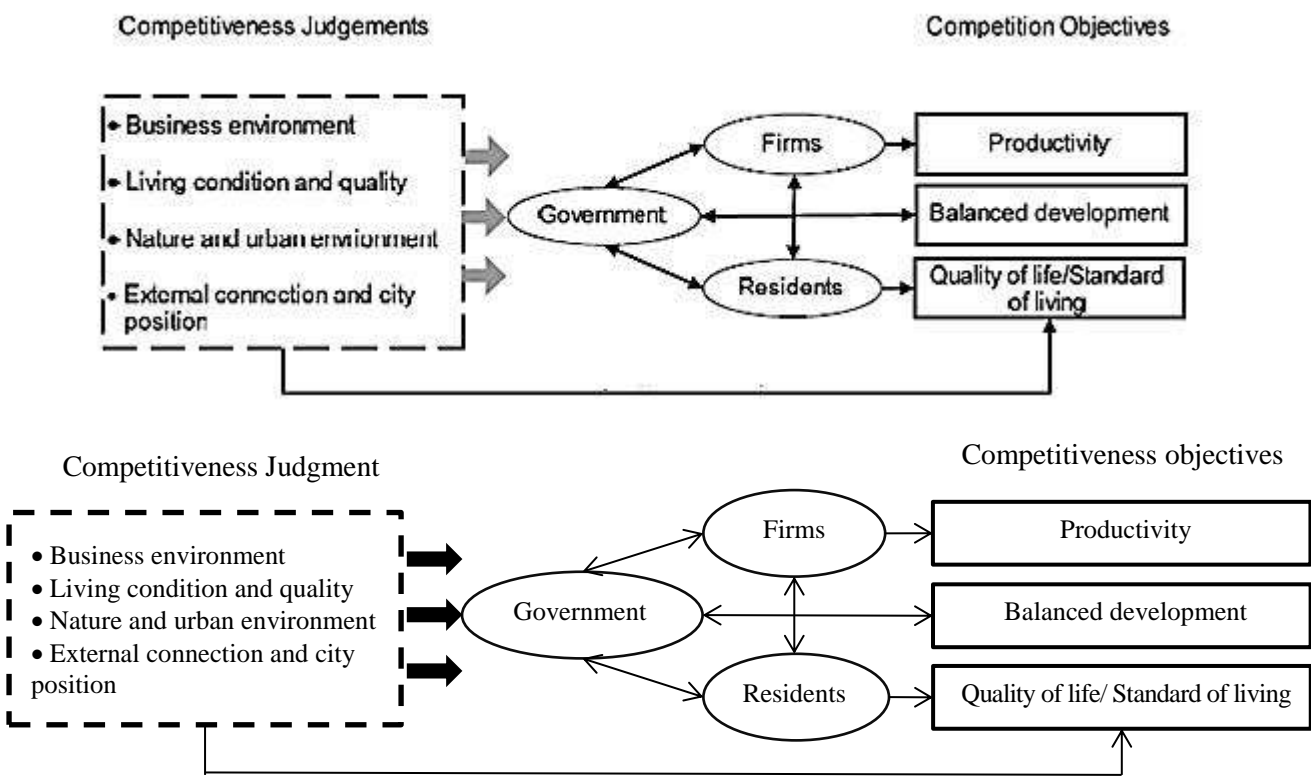 Competitiveness Judgements
Competition Objectives
• Business environment
• Living condition and quality
• Nature and urban envrionment
• External connection and city
position
Government
Firms
Residents
Productivity
Balanced development
Quality of life/Standard
of living
Competitiveness Judgment
Competitiveness objectives
• Business environment
• Living condition and quality
• Nature and urban environment
• External connection and city
position
Government
Firms
Residents
Productivity
Balanced development
Quality of life/ Standard of living